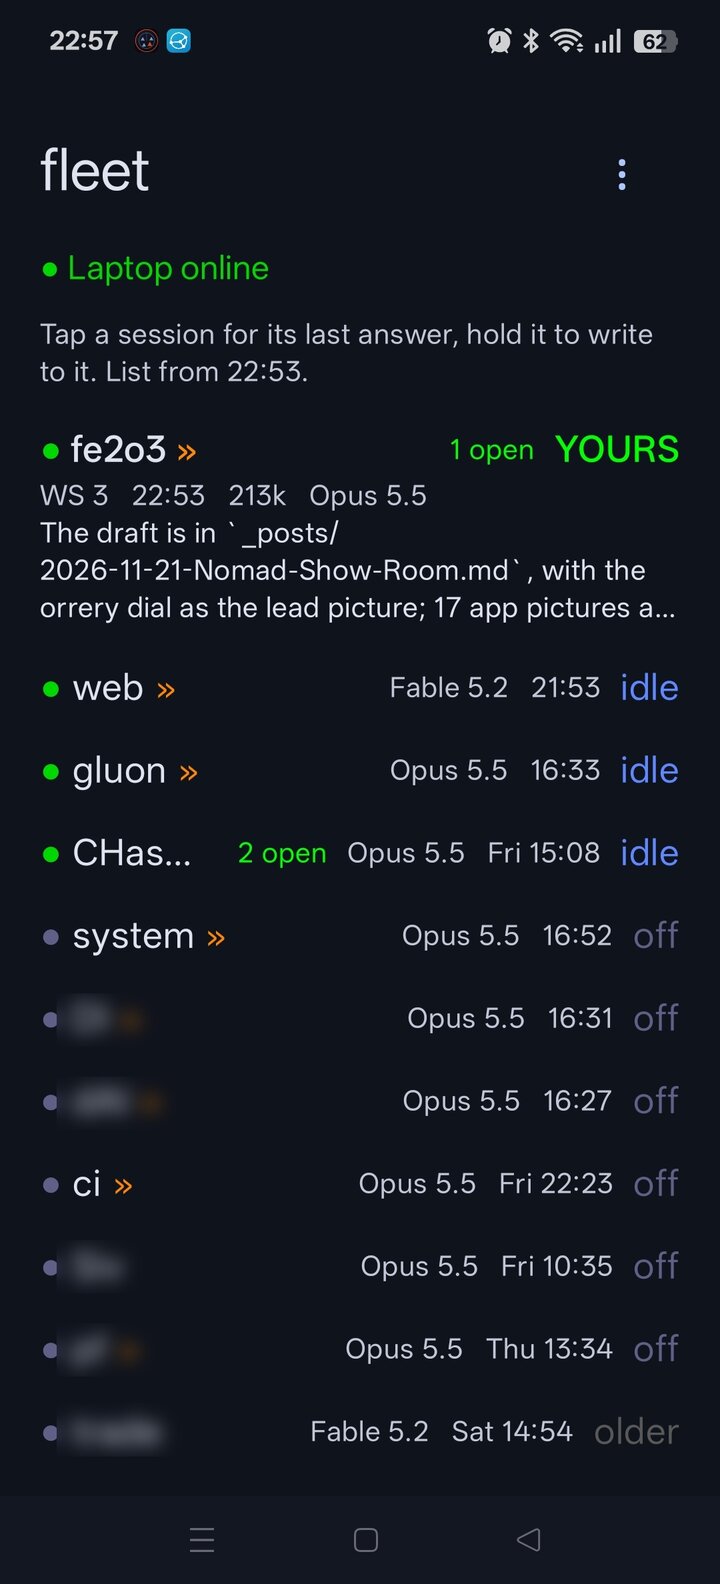 22:57 62
fleet
Laptop online
Tap a session for its last answer, hold it to write
to it. List from 22:53.
fe2o3 » 1 open YOURS
WS 3 22:53 213k Opus 5.5
The draft is in `_posts/
2026-11-21-Nomad-Show-Room.md`, with the
orrery dial as the lead picture; 17 app pictures a...
web » Fable 5.2 21:53 idle
gluon » Opus 5.5 16:33 idle
CHas... 2 open Opus 5.5 Fri 15:08 idle
system » Opus 5.5 16:52 off
Opus 5.5 16:31 off
Opus 5.5 16:27 off
ci » Opus 5.5 Fri 22:23 off
Opus 5.5 Fri 10:35 off
Opus 5.5 Thu 13:34 off
Fable 5.2 Sat 14:54 older